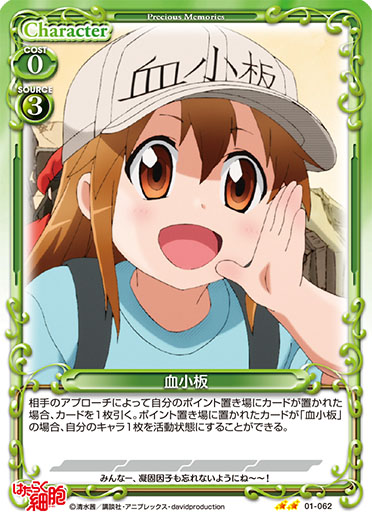 Precious Memories
Character
COST
0
SOURCE
3
血小板
血小板
相手のアプローチによって自分のポイント置き場にカードが置かれた
場合、カードを1枚引く。ポイント置き場に置かれたカードが「血小板」
の場合、自分のキャラ1枚を活動状態にすることができる。
みんなー、凝固因子も忘れないようにね~~!
はたらく
細胞
©清水茜/講談社・アニプレックス・davidproduction
01-062